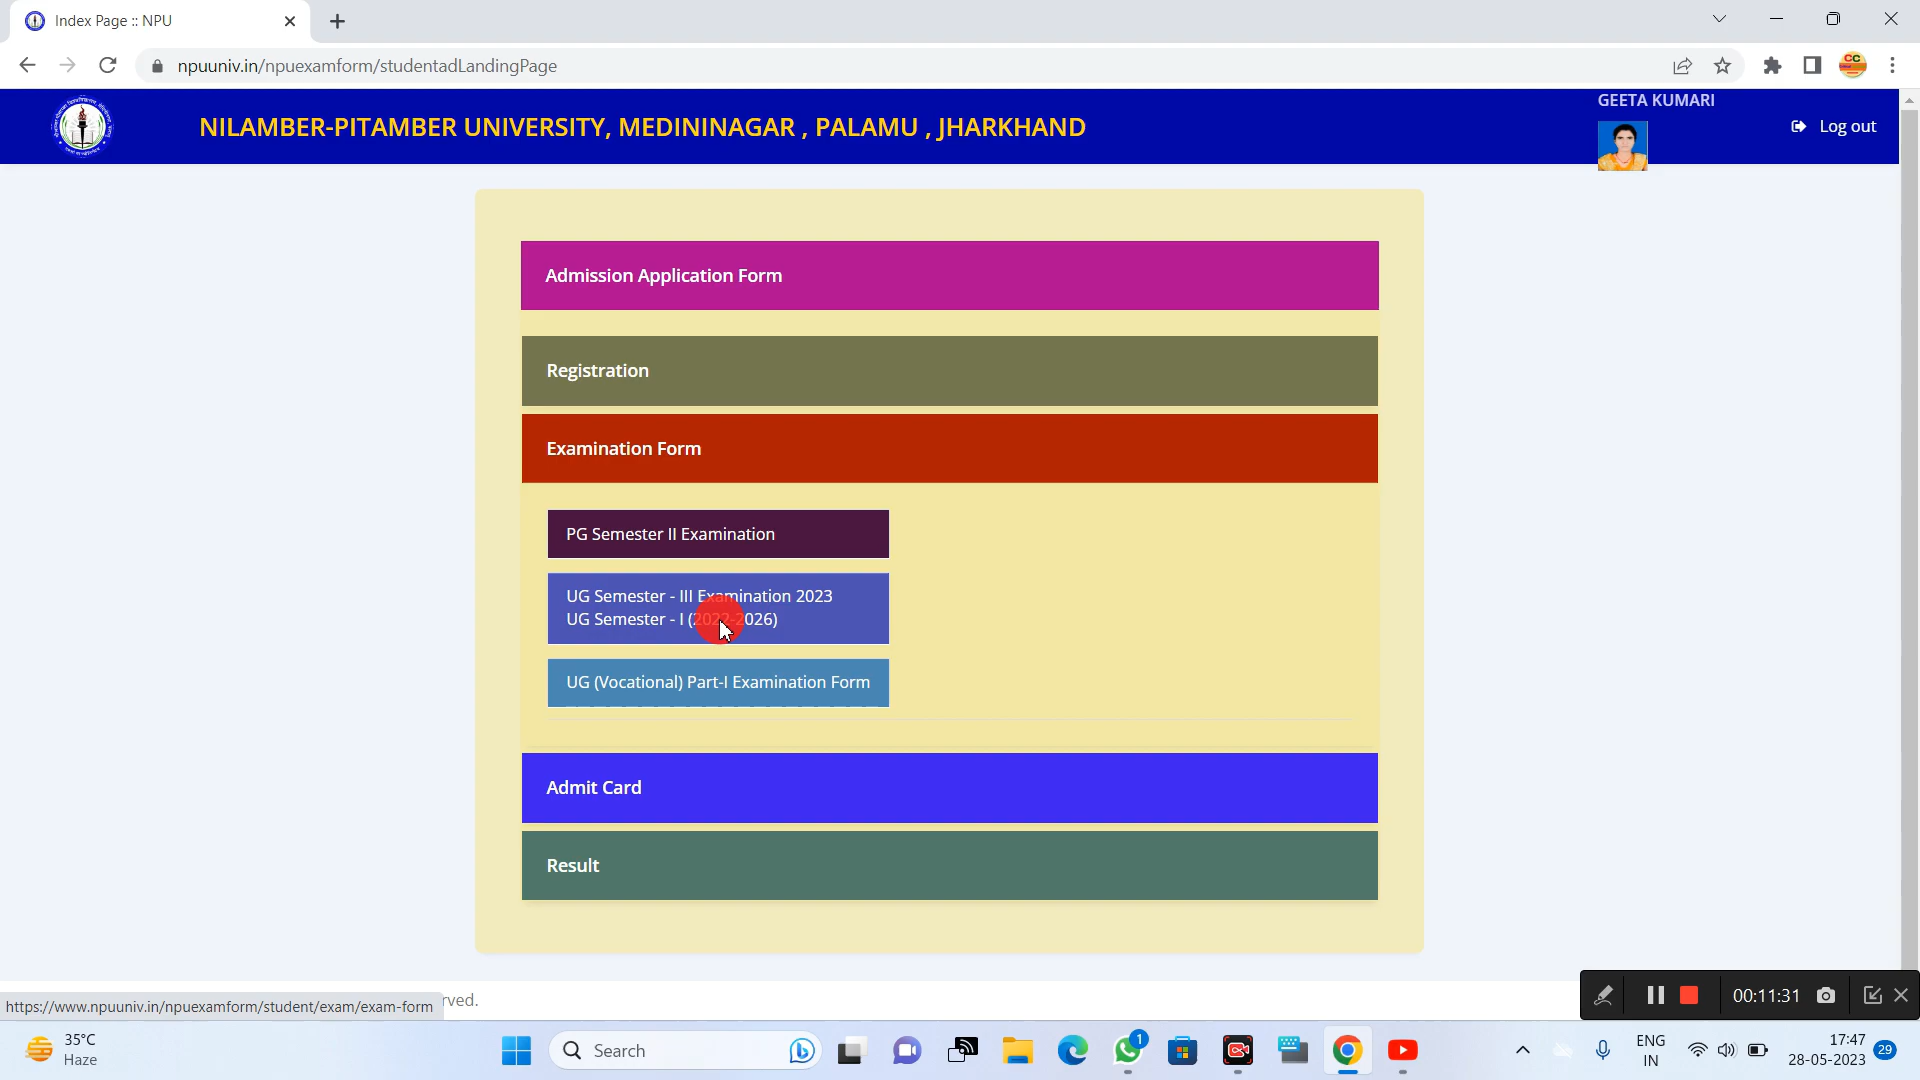 Index Page :: NPU
npuuniv.in/npuexamform/studentadLandingPage
GEETA KUMARI
NILAMBER-PITAMBER UNIVERSITY, MEDININAGAR , PALAMU , JHARKHAND
Log out
Admission Application Form
Registration
Examination Form
PG Semester II Examination
UG Semester - III Examination 2023
UG Semester - I (2022-2026)
UG (Vocational) Part-I Examination Form
Admit Card
Result
https://www.npuuniv.in/npuexamform/student/exam/exam-form
rved.
00:11:31
35°C
Haze
Search
1
ENG
IN
17:47
28-05-2023
29